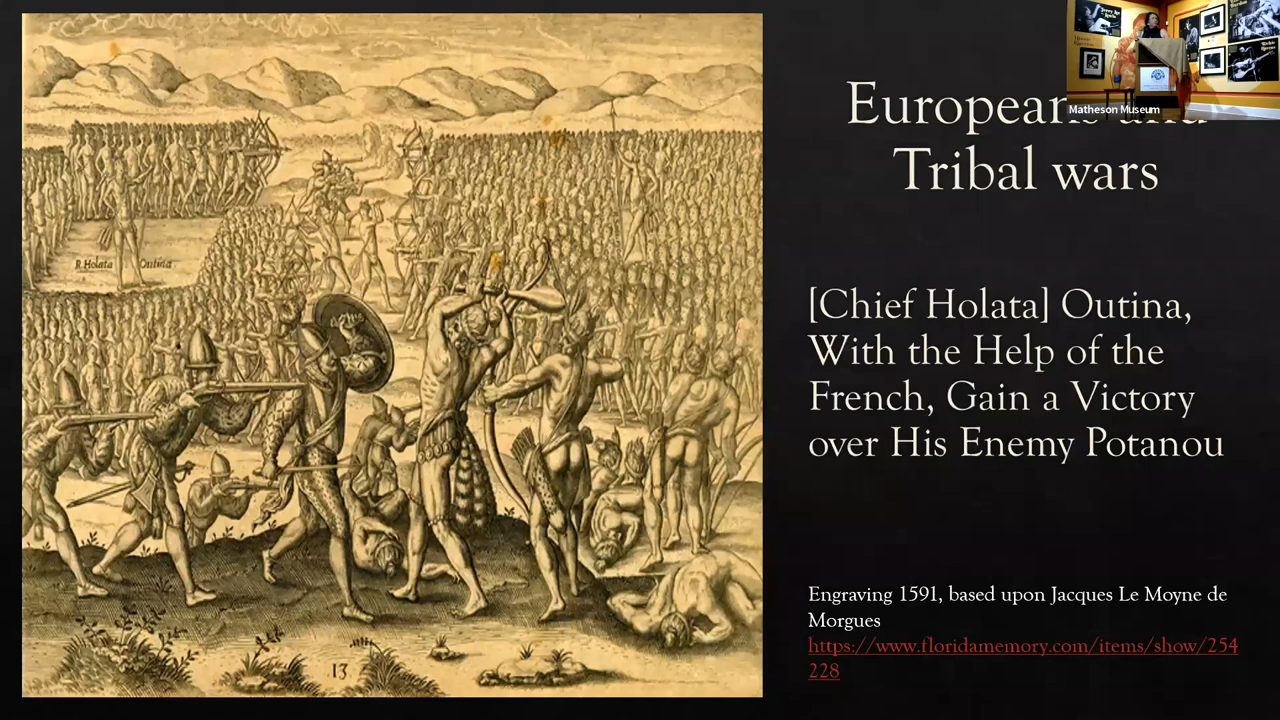 Matheson Museum
European
Tribal wars
[Chief Holata] Outina,
With the Help of the
French, Gain a Victory
over His Enemy Potanou
Engraving 1591, based upon Jacques Le Moyne de
Morgues
https://www.floridamemory.com/items/show/254
228
R. Holata Outina
13